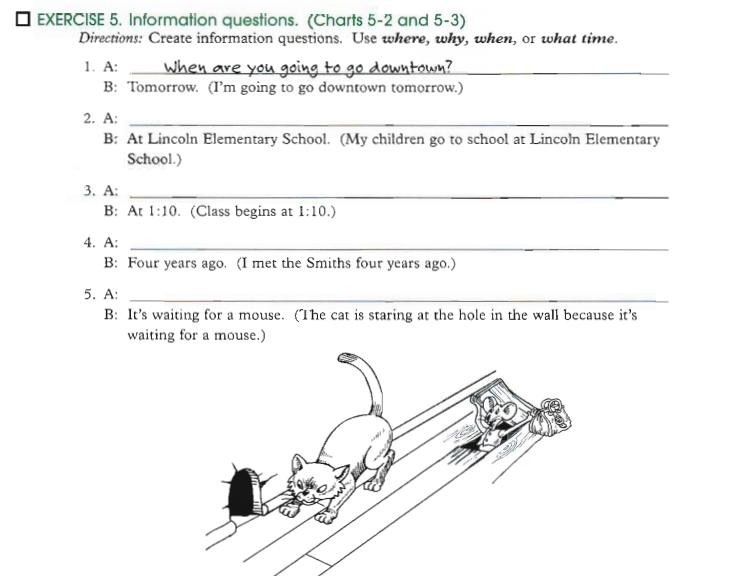 ☐ EXERCISE 5. Information questions. (Charts 5-2 and 5-3)
Directions: Create information questions. Use where, why, when, or what time.
1. A: When are you going to go downtown?
B: Tomorrow. (I'm going to go downtown tomorrow.)
2. A:
B: At Lincoln Elementary School. (My children go to school at Lincoln Elementary
School.)
3. A:
B: At 1:10. (Class begins at 1:10.)
4. A:
B: Four years ago. (I met the Smiths four years ago.)
5. A:
B: It's waiting for a mouse. (The cat is staring at the hole in the wall because it's
waiting for a mouse.)